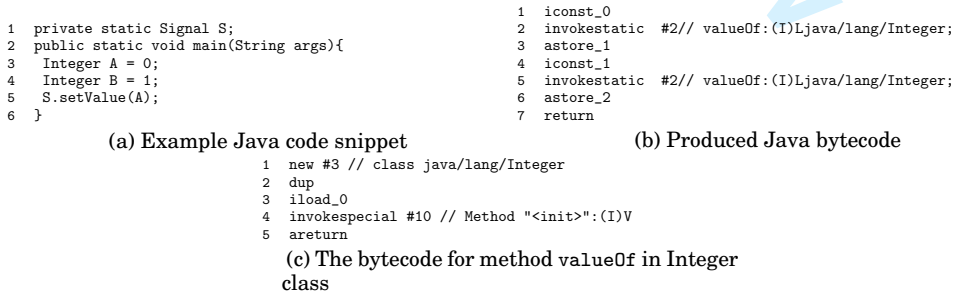 1 private static Signal S;
2 public static void main(String args){
3 Integer A = 0;
4 Integer B = 1;
5 S.setValue(A);
6 }
(a) Example Java code snippet
1 iconst_0
2 invokestatic #2// valueOf:(I)Ljava/lang/Integer;
3 astore_1
4 iconst_1
5 invokestatic #2// valueOf:(I)Ljava/lang/Integer;
6 astore_2
7 return
(b) Produced Java bytecode
1 new #3 // class java/lang/Integer
2 dup
3 iload_0
4 invokespecial #10 // Method "<init>":(I)V
5 areturn
(c) The bytecode for method valueOf in Integer
class